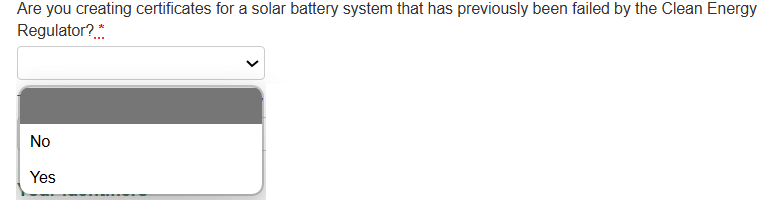 Are you creating certificates for a solar battery system that has previously been failed by the Clean Energy
Regulator? *
No
Yes